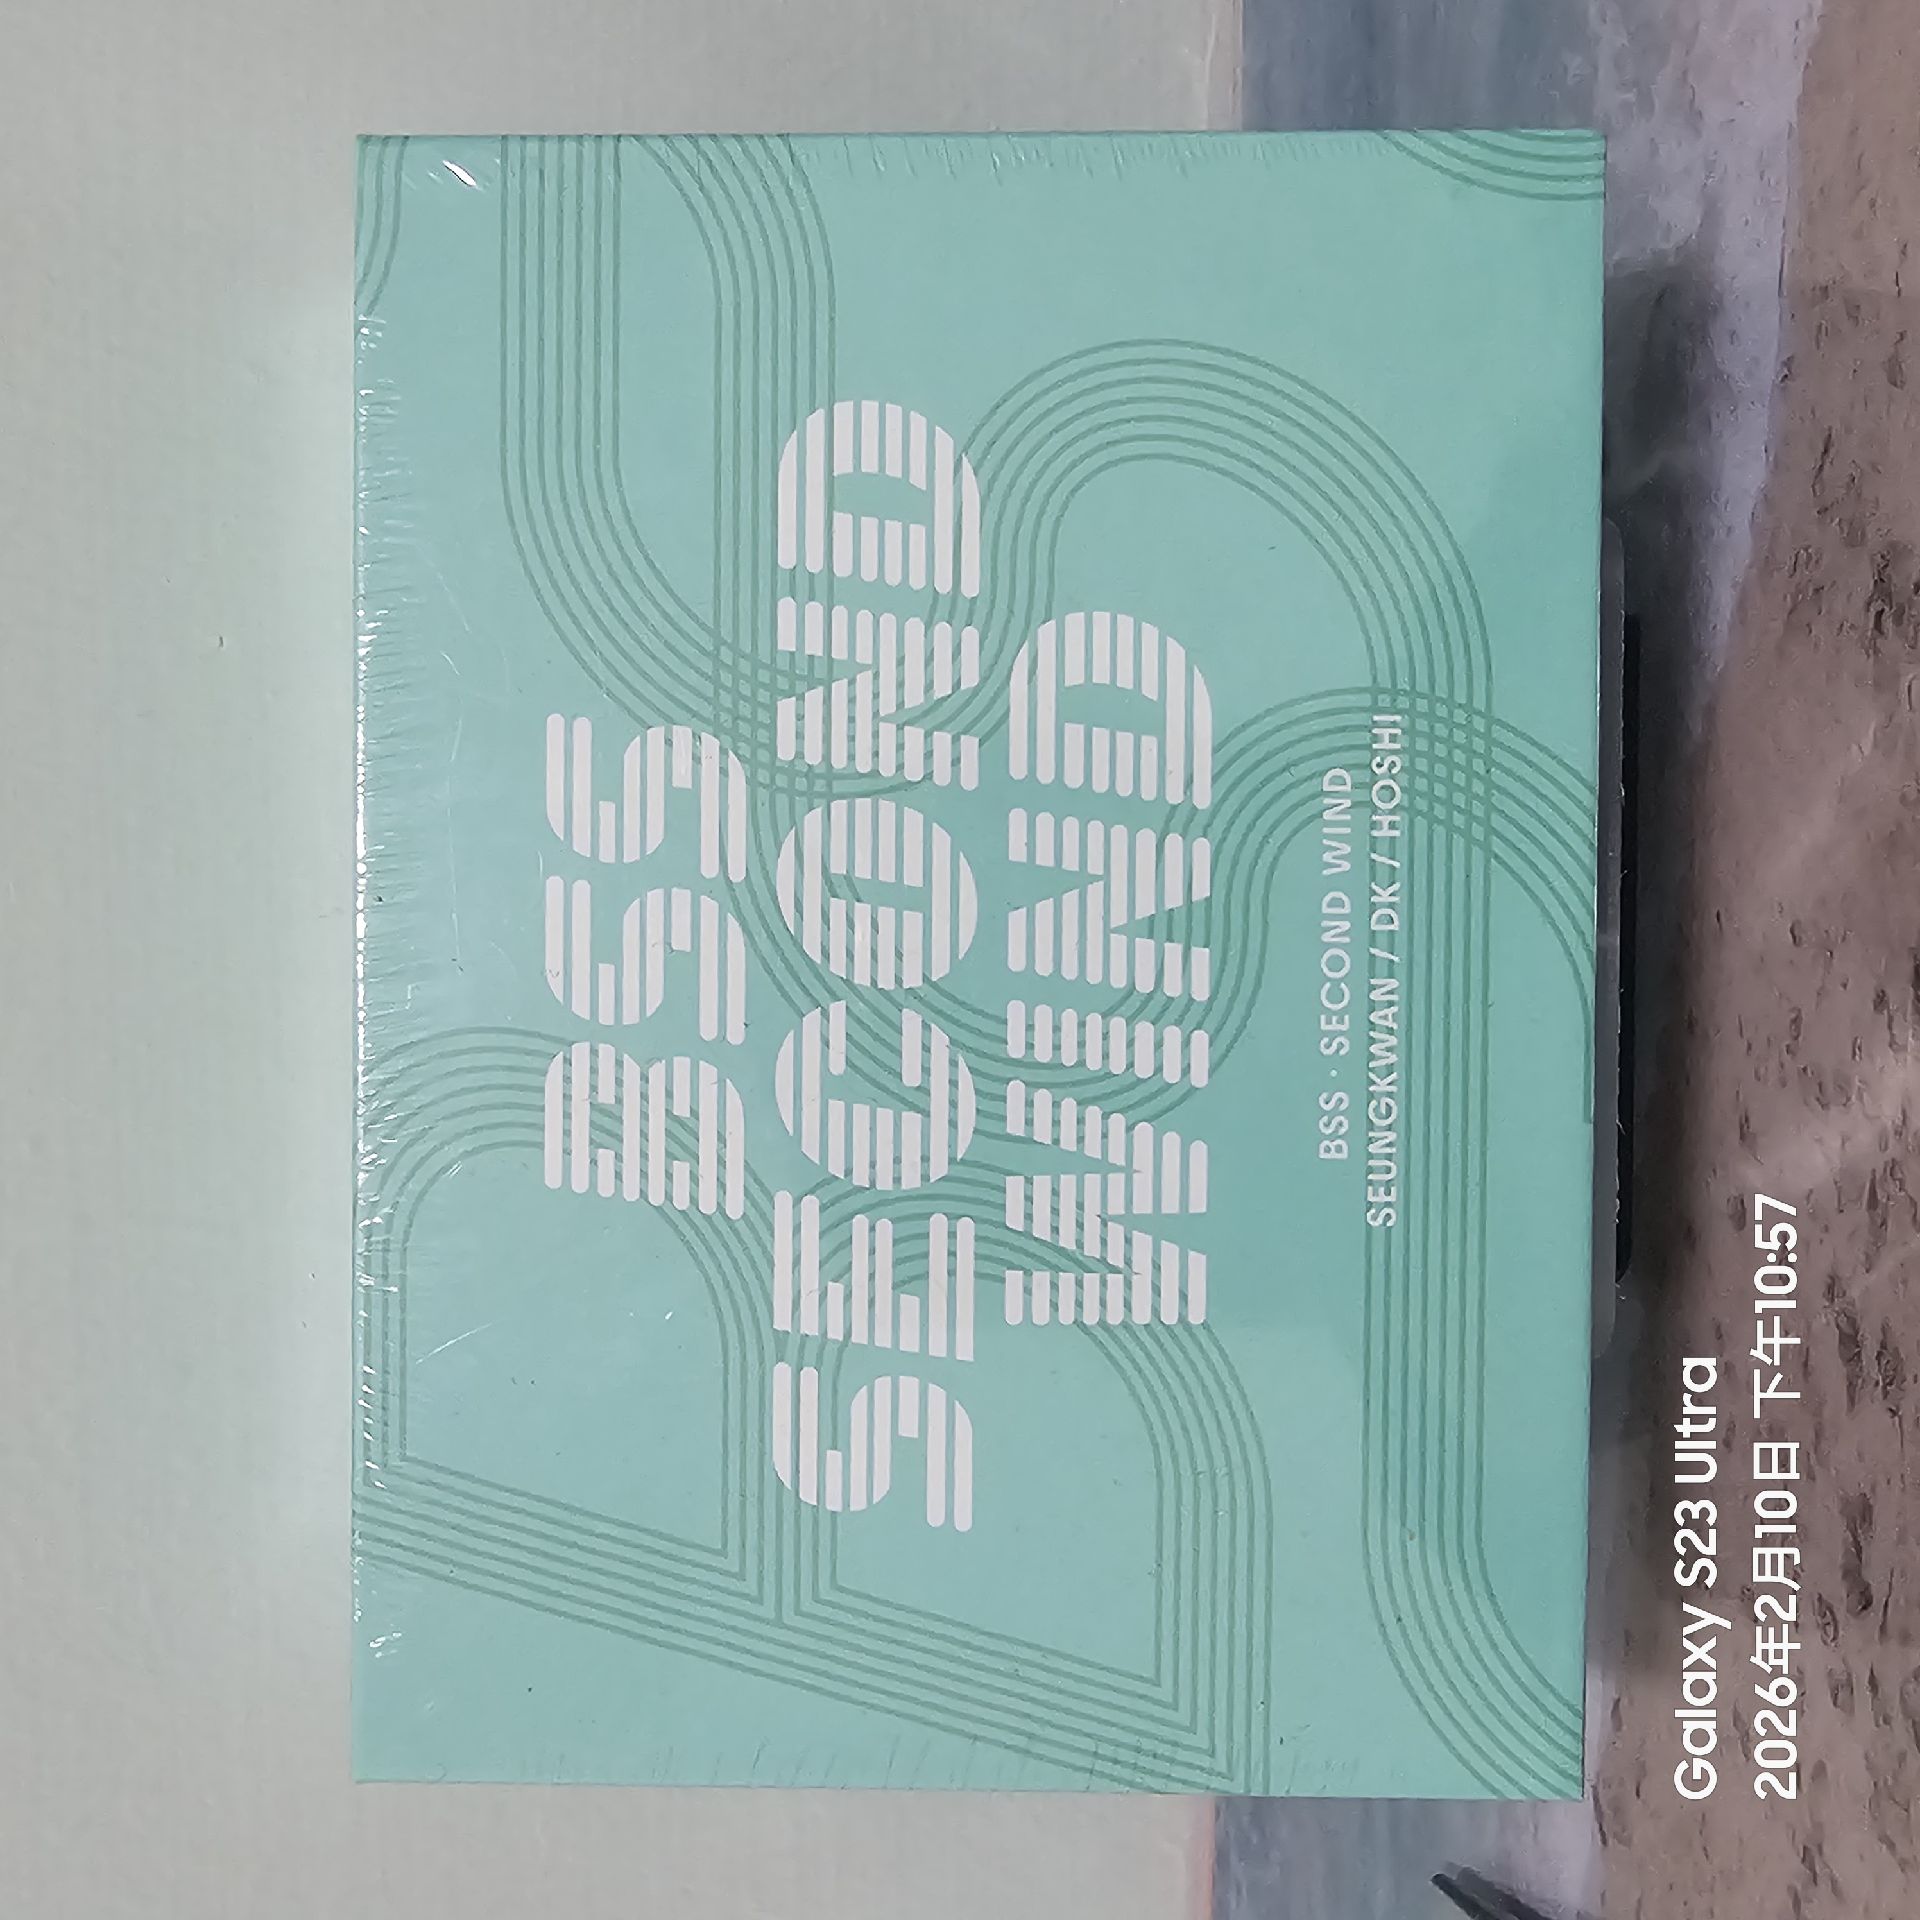 BSS
SECOND
WIND
BSS · SECOND WIND
SEUNGKWAN / DK / HOSHI
Galaxy S23 Ultra
2026年2月10日 下午10:57